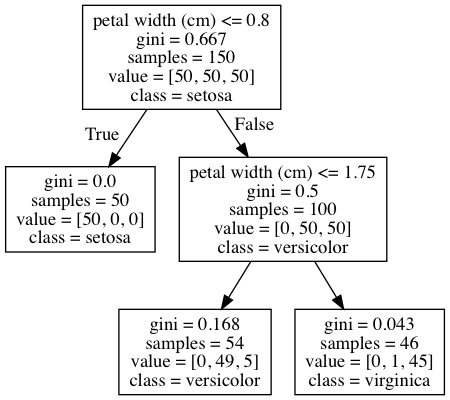 petal width (cm) <= 0.8
gini = 0.667
samples = 150
value = [50, 50, 50]
class = setosa
True
False
gini = 0.0
samples = 50
value = [50, 0, 0]
class = setosa
petal width (cm) <= 1.75
gini = 0.5
samples = 100
value = [0, 50, 50]
class = versicolor
gini = 0.168
samples = 54
value = [0, 49, 5]
class = versicolor
gini = 0.043
samples = 46
value = [0, 1, 45]
class = virginica